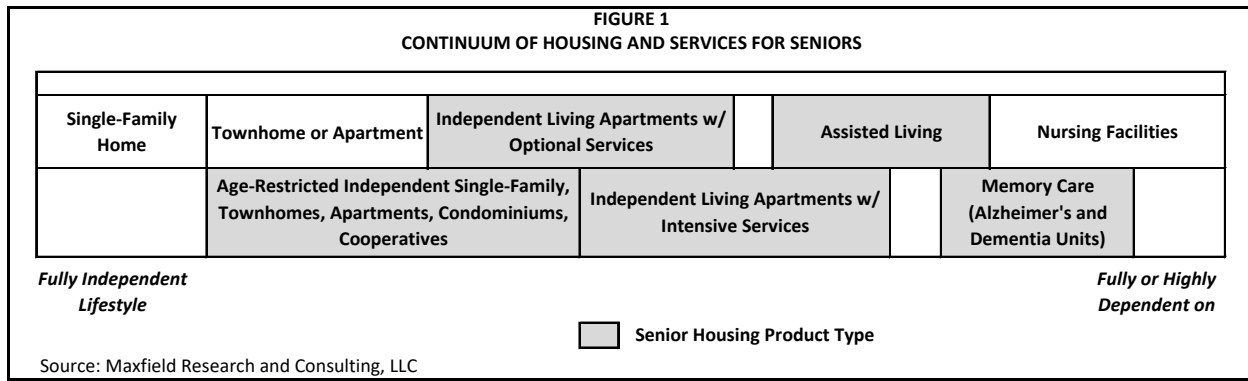 FIGURE 1
CONTINUUM OF HOUSING AND SERVICES FOR SENIORS
Single-Family
Home
Townhome or Apartment
Independent Living Apartments w/
Optional Services
Assisted Living
Nursing Facilities
Age-Restricted Independent Single-Family,
Townhomes, Apartments, Condominiums,
Cooperatives
Independent Living Apartments w/
Intensive Services
Memory Care
(Alzheimer's and
Dementia Units)
Fully Independent
Lifestyle
Fully or Highly
Dependent on
Senior Housing Product Type
Source: Maxfield Research and Consulting, LLC